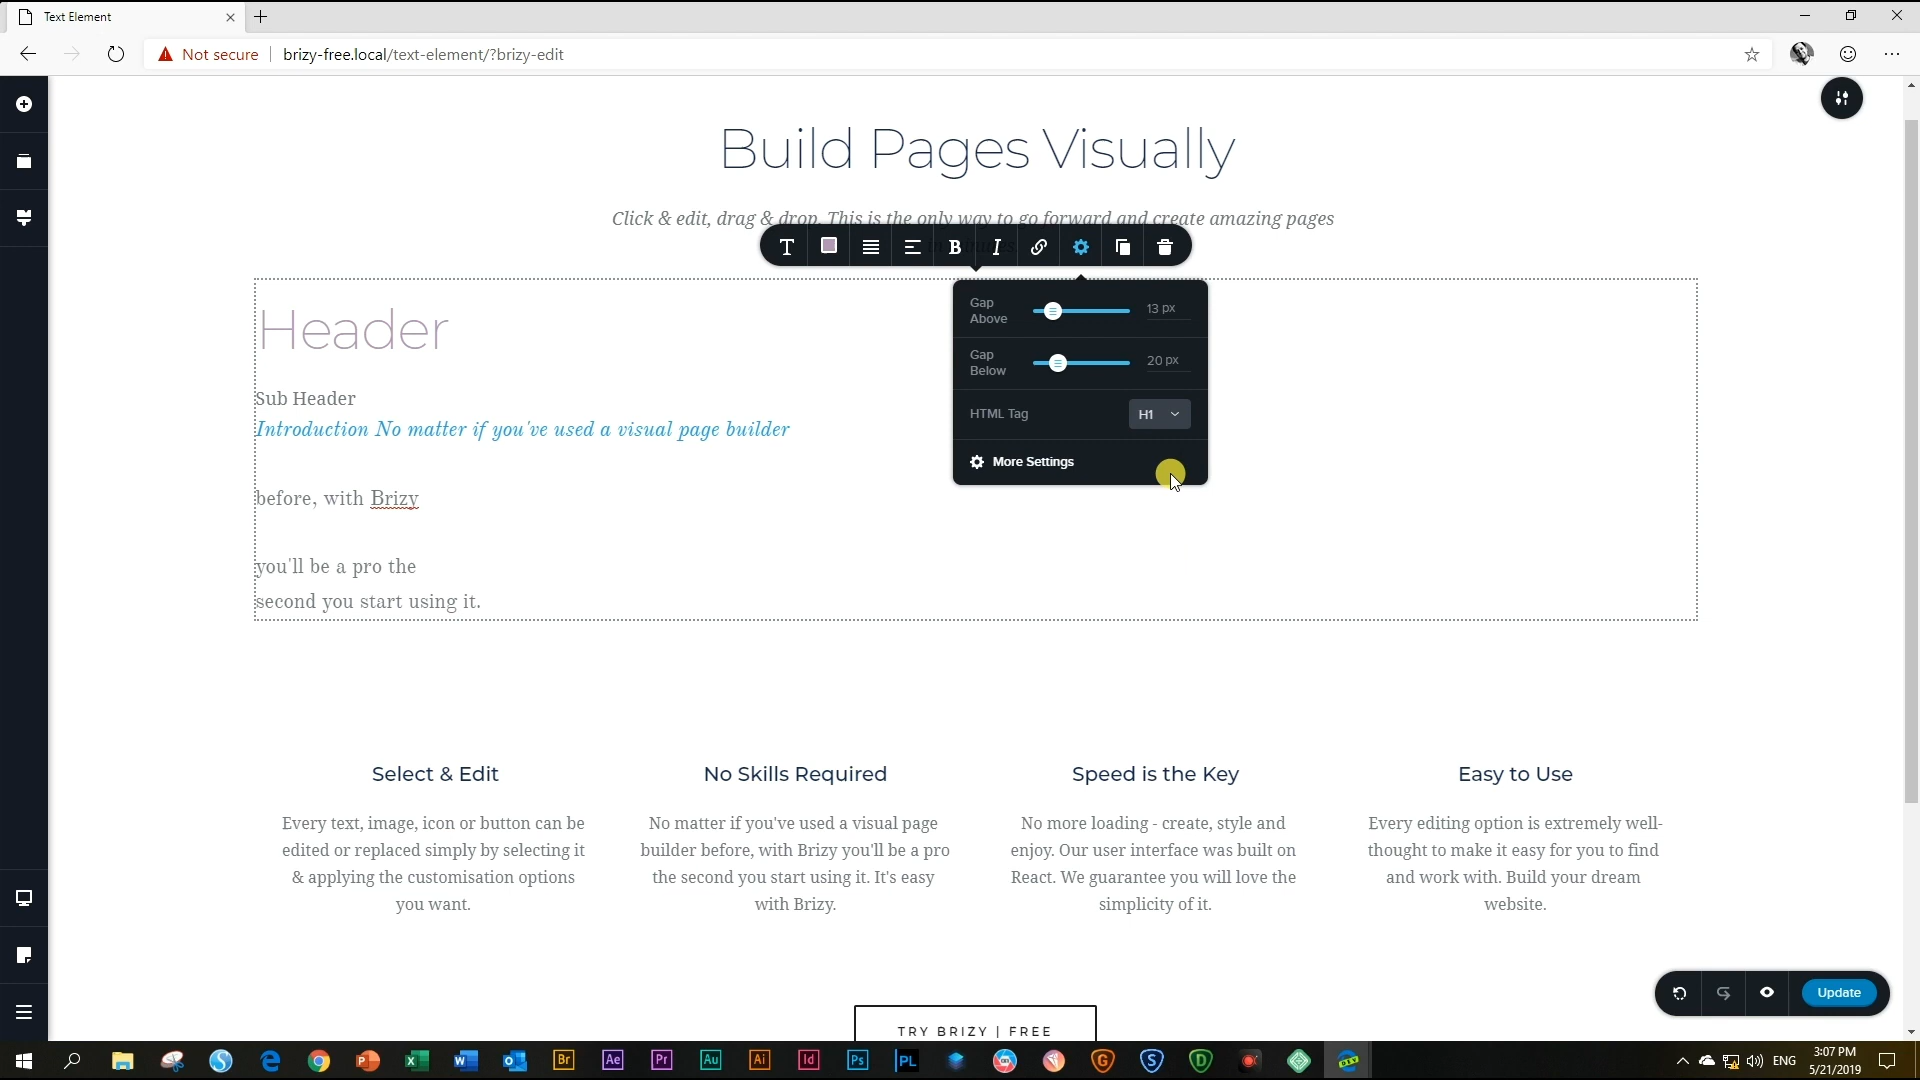 Text Element
Not secure
brizy-free.local/text-element/?brizy-edit
Build Pages Visually
Click & edit, drag & drop. This is the only way to go forward and create amazing pages
T
B
I
Gap
Above
13 px
Gap
Below
20 px
HTML Tag
H1
More Settings
Header
Sub Header
Introduction No matter if you've used a visual page builder
before, with Brizy
you'll be a pro the
second you start using it.
Select & Edit
Every text, image, icon or button can be
edited or replaced simply by selecting it
& applying the customisation options
you want.
No Skills Required
No matter if you've used a visual page
builder before, with Brizy you'll be a pro
the second you start using it. It's easy
with Brizy.
Speed is the Key
No more loading - create, style and
enjoy. Our user interface was built on
React. We guarantee you will love the
simplicity of it.
Easy to Use
Every editing option is extremely well-
thought to make it easy for you to find
and work with. Build your dream
website.
Update
TRY BRIZY | FREE
Br
Ae
Pr
Au
Ai
Id
Ps
PL
G
S
D
ENG
3:07 PM
5/21/2019